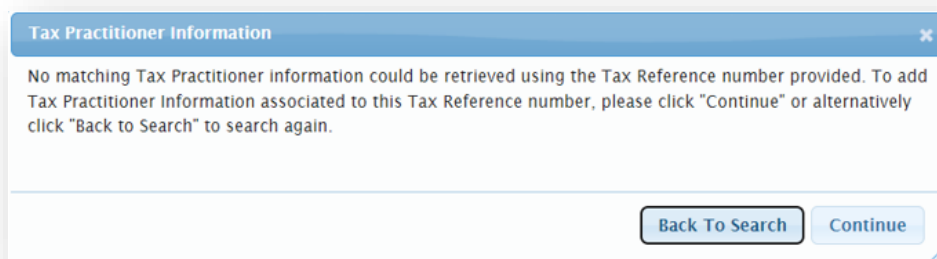 Tax Practitioner Information
No matching Tax Practitioner information could be retrieved using the Tax Reference number provided. To add
Tax Practitioner Information associated to this Tax Reference number, please click "Continue" or alternatively
click "Back to Search" to search again.
Back To Search Continue